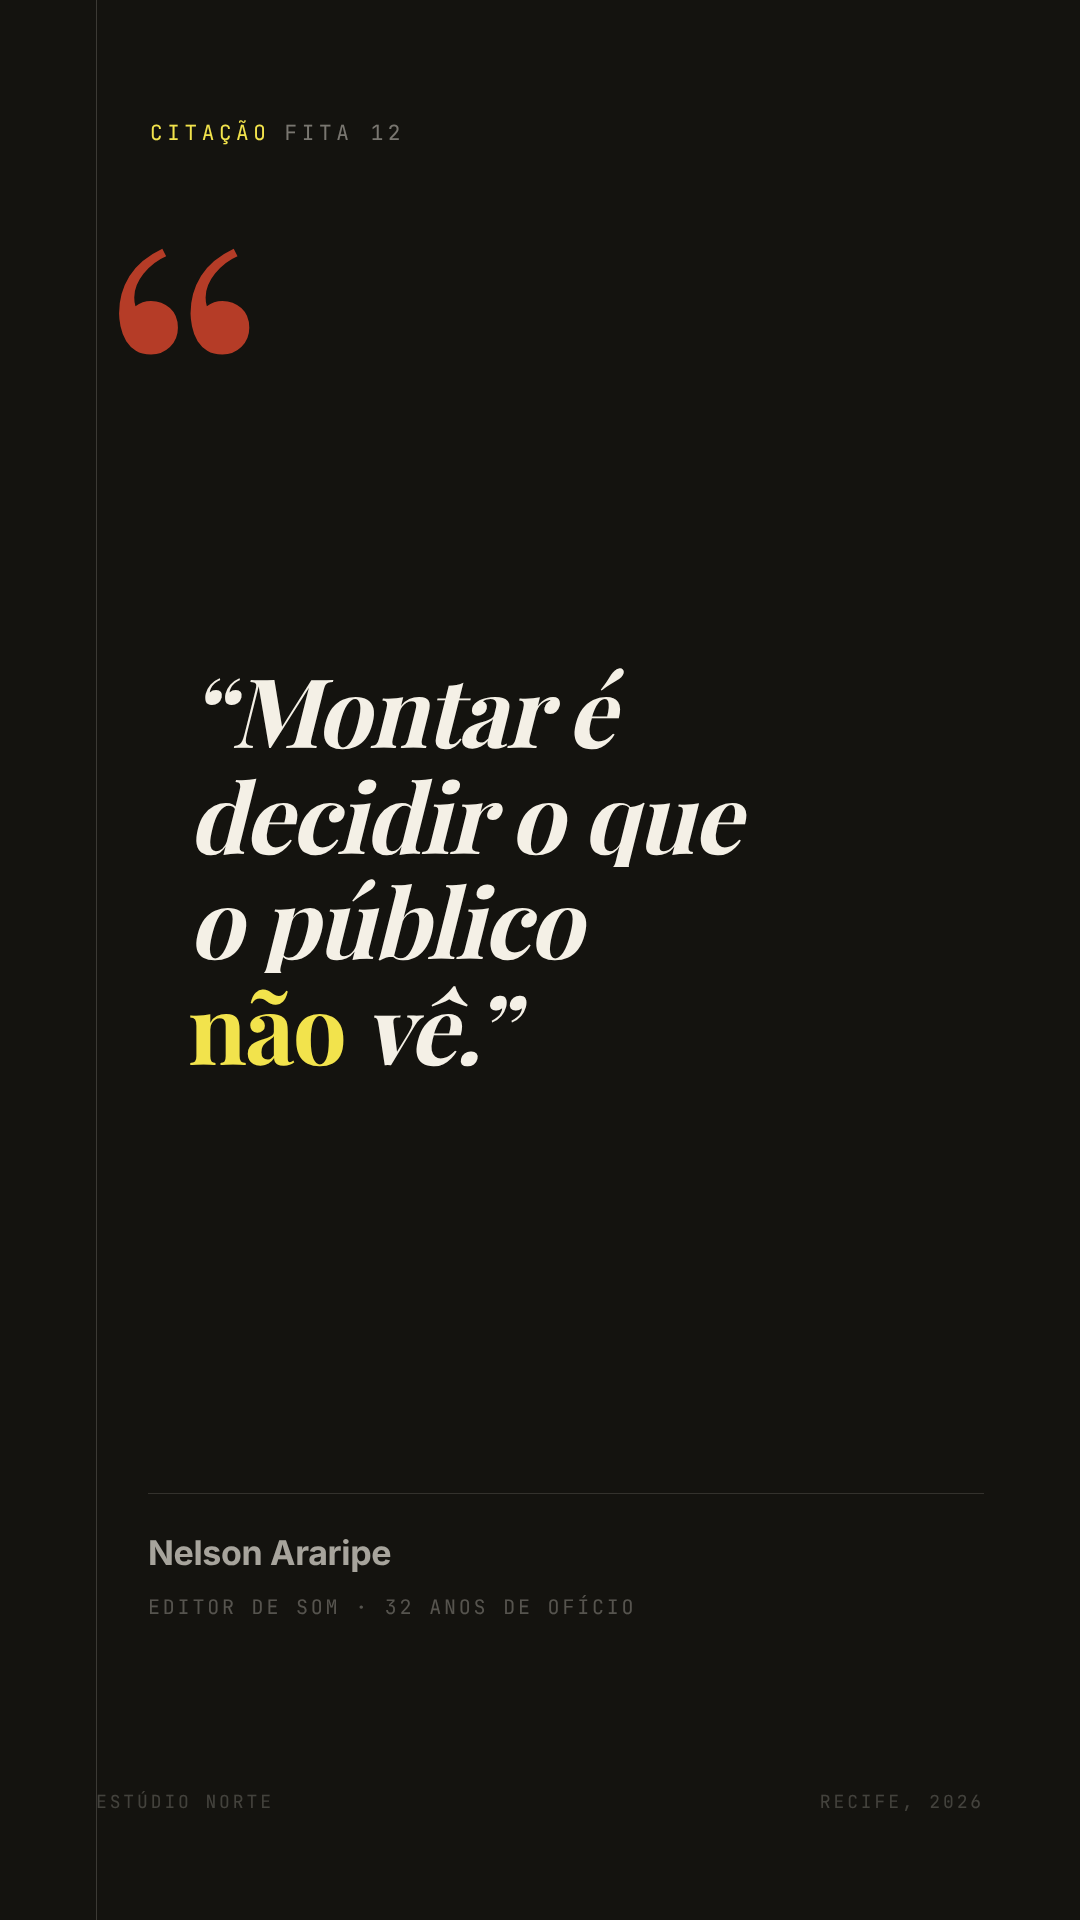 CITAÇÃO FITA 12
“
“Montar é
decidir o que
o público
não vê.”
Nelson Araripe
EDITOR DE SOM · 32 ANOS DE OFÍCIO
ESTÚDIO NORTE
RECIFE, 2026